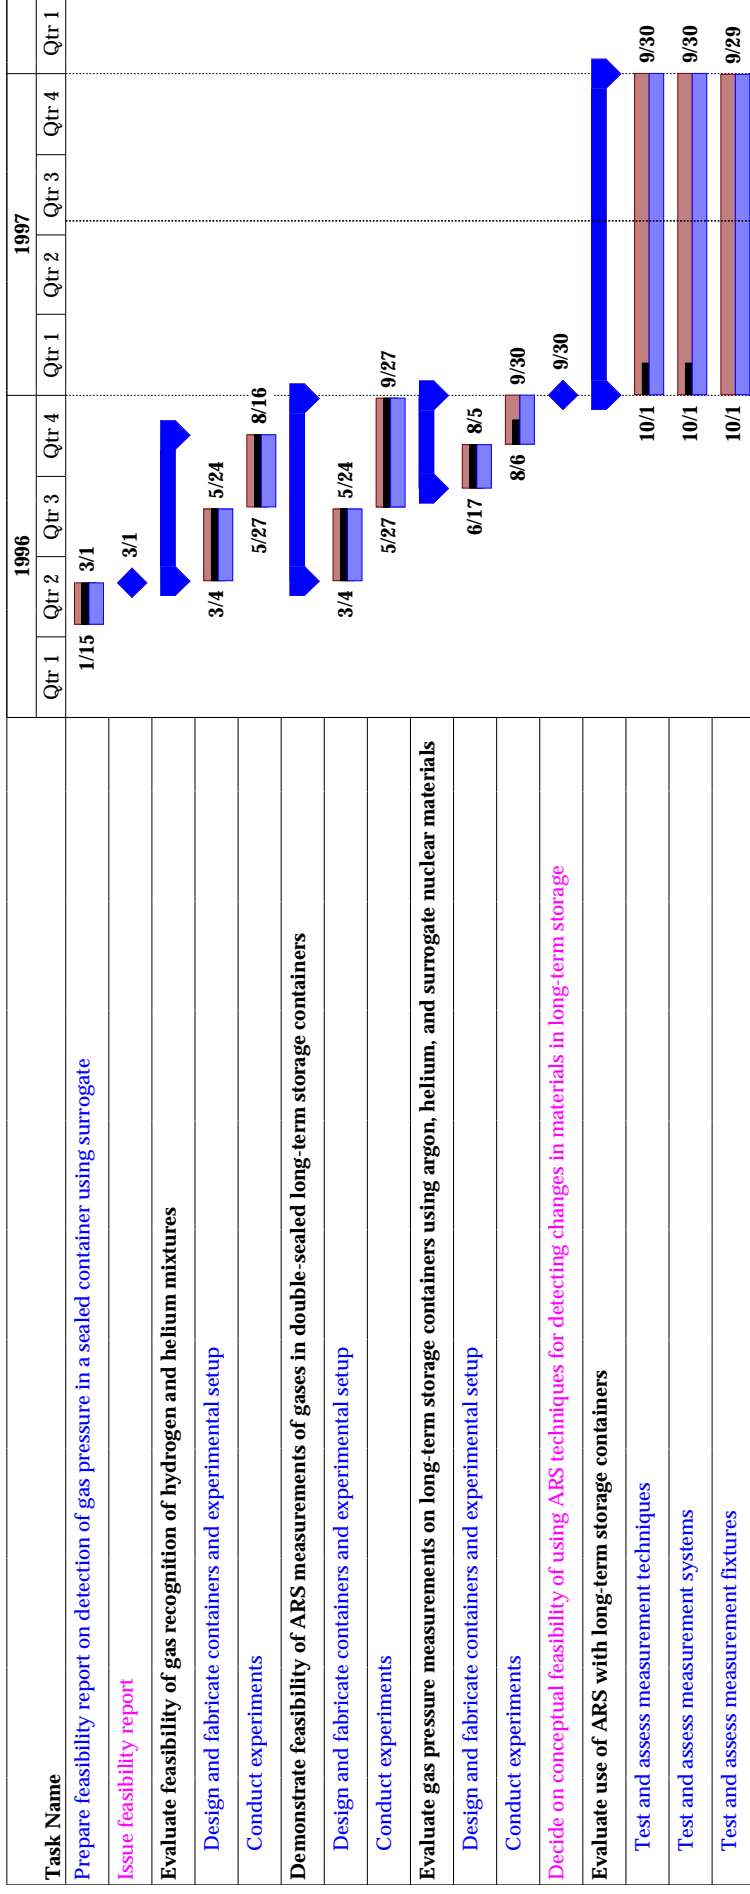 1996
1997
Task Name
Qtr 1
Qtr 2
Qtr 3
Qtr 4
Qtr 1
Qtr 2
Qtr 3
Qtr 4
Qtr 1
Prepare feasibility report on detection of gas pressure in a sealed container using surrogate
1/15
3/1
Issue feasibility report
3/1
Evaluate feasibility of gas recognition of hydrogen and helium mixtures
Design and fabricate containers and experimental setup
3/4
5/24
Conduct experiments
5/27
8/16
Demonstrate feasibility of ARS measurements of gases in double-sealed long-term storage containers
Design and fabricate containers and experimental setup
3/4
5/24
Conduct experiments
5/27
9/27
Evaluate gas pressure measurements on long-term storage containers using argon, helium, and surrogate nuclear materials
Design and fabricate containers and experimental setup
6/17
8/5
Conduct experiments
8/6
9/30
Decide on conceptual feasibility of using ARS techniques for detecting changes in materials in long-term storage
9/30
Evaluate use of ARS with long-term storage containers
Test and assess measurement techniques
10/1
9/30
Test and assess measurement systems
10/1
9/30
Test and assess measurement fixtures
10/1
9/29